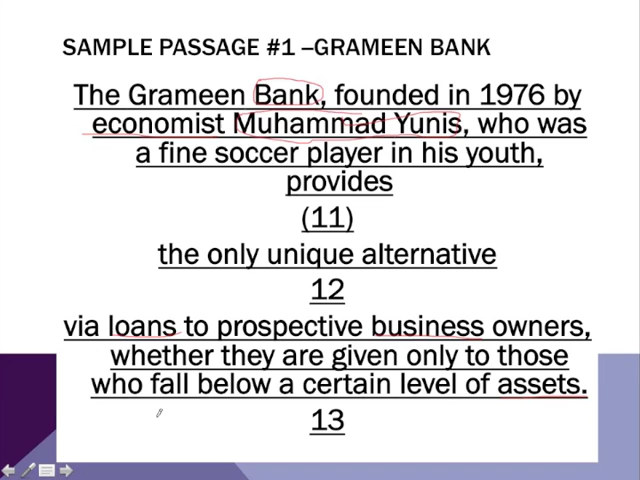 SAMPLE PASSAGE #1 –GRAMEEN BANK
The Grameen Bank, founded in 1976 by
economist Muhammad Yunis, who was
a fine soccer player in his youth,
provides
(11)
the only unique alternative
12
via loans to prospective business owners,
whether they are given only to those
who fall below a certain level of assets.
13